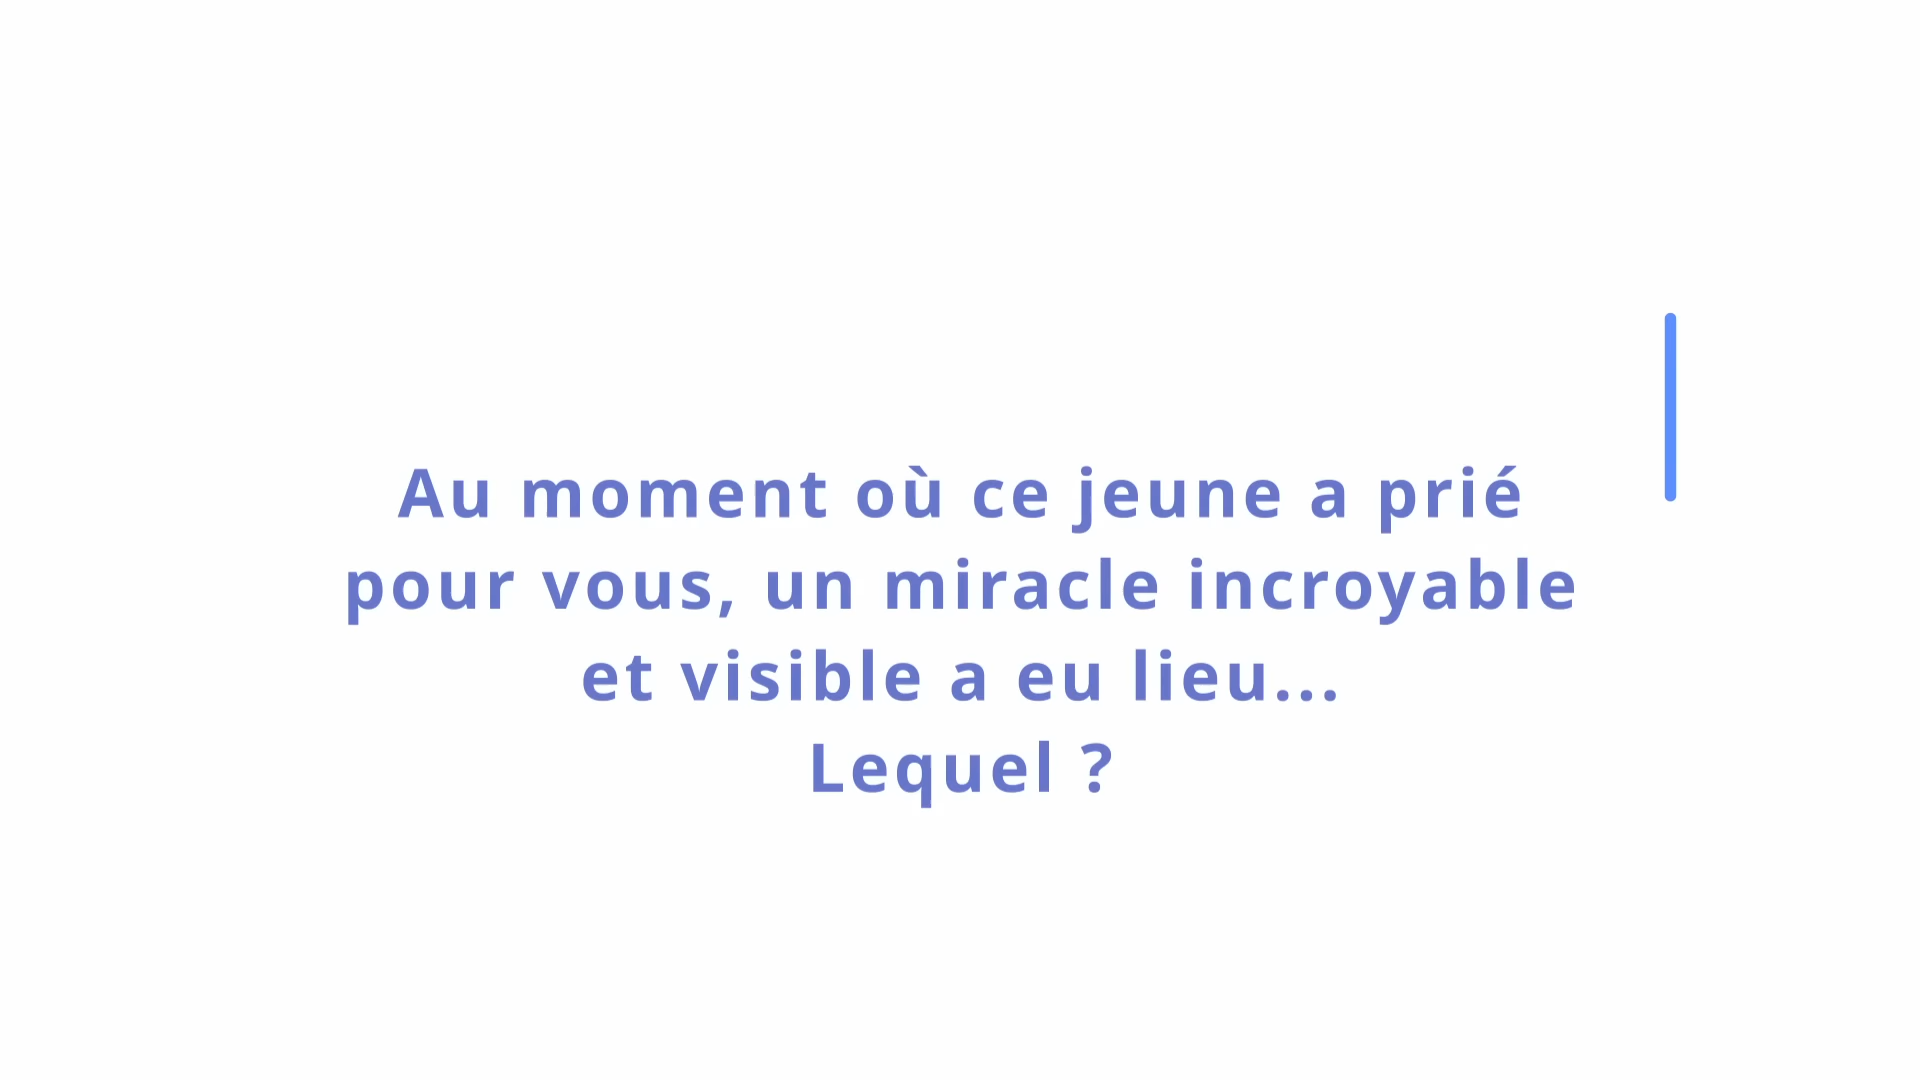 Au moment où ce jeune a prié
pour vous, un miracle incroyable
et visible a eu lieu...
Lequel ?